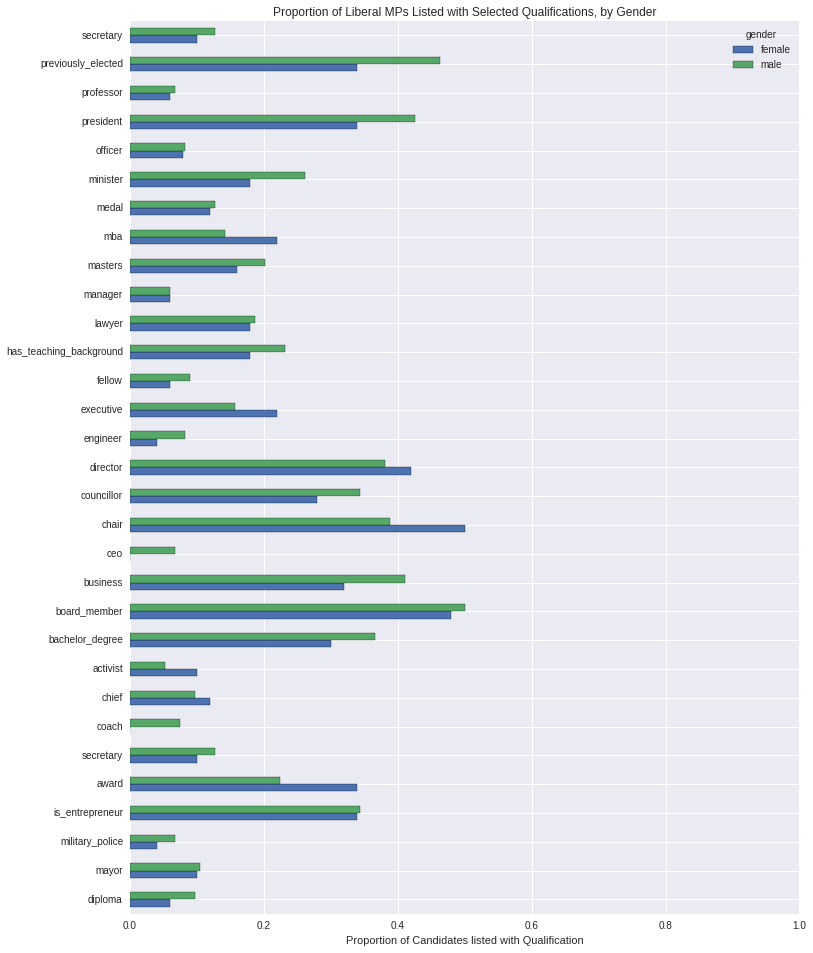 Proportion of Liberal MPs Listed with Selected Qualifications, by Gender
gender
female
male
secretary
previously_elected
professor
president
officer
minister
medal
mba
masters
manager
lawyer
has_teaching_background
fellow
executive
engineer
director
councillor
chair
ceo
business
board_member
bachelor_degree
activist
chief
coach
secretary
award
is_entrepreneur
military_police
mayor
diploma
0.0 0.2 0.4 0.6 0.8 1.0
Proportion of Candidates listed with Qualification